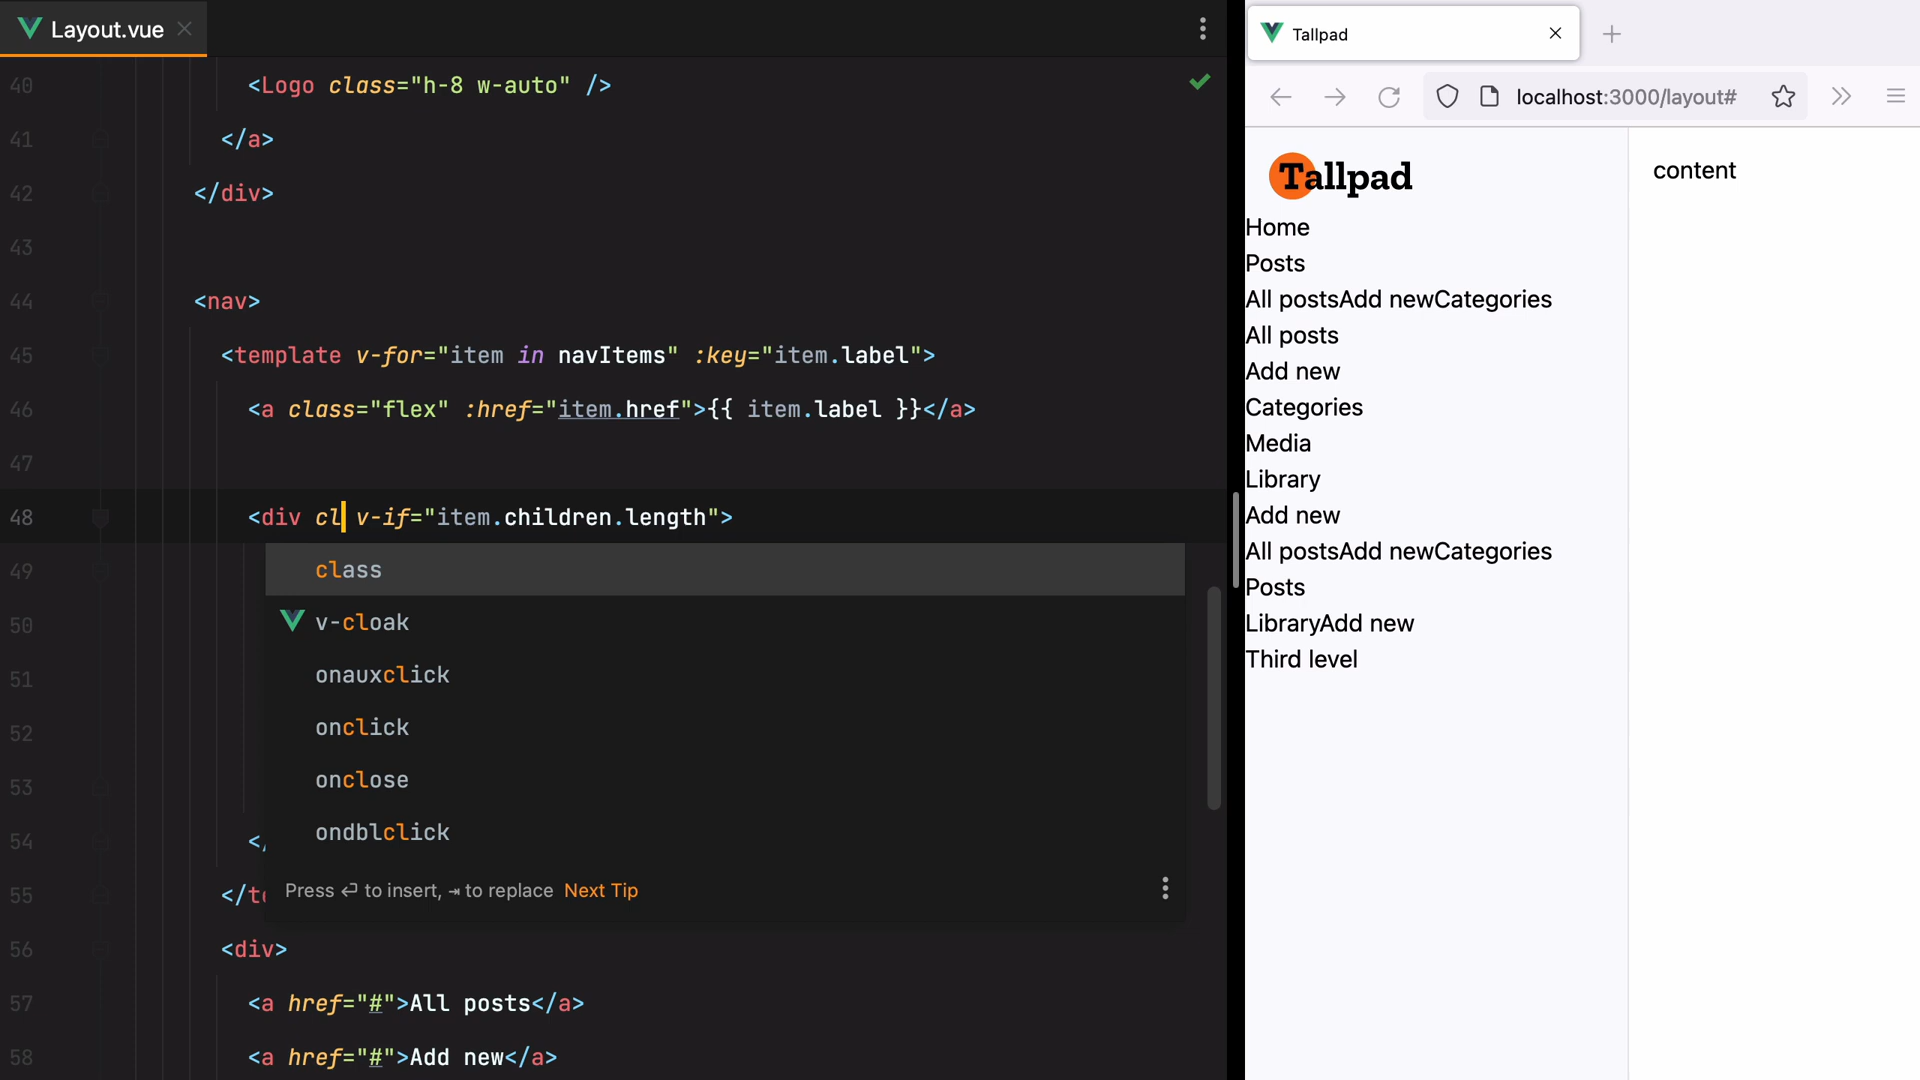 Layout.vue
40 <Logo class="h-8 w-auto" />
41 </a>
42 </div>
43
44 <nav>
45 <template v-for="item in navItems" :key="item.label">
46 <a class="flex" :href="item.href">{{ item.label }}</a>
47
48 <div cl v-if="item.children.length">
49
class
50
v-cloak
51
onauxclick
52
onclick
53
onclose
54 </
ondblclick
55 </te
Press ⏎ to insert, ⇥ to replace Next Tip
56 <div>
57 <a href="#">All posts</a>
58 <a href="#">Add new</a>
Tallpad
localhost:3000/layout#
Tallpad
content
Home
Posts
All postsAdd newCategories
All posts
Add new
Categories
Media
Library
Add new
All postsAdd newCategories
Posts
LibraryAdd new
Third level